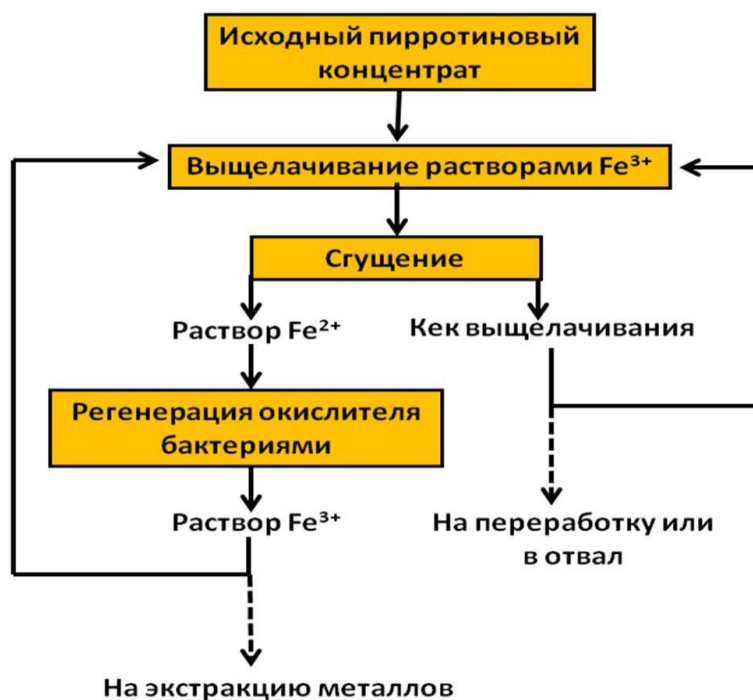 Исходный пирротиновый
концентрат
Выщелачивание растворами Fe³⁺
Сгущение
Раствор Fe²⁺
Кек выщелачивания
Регенерация окислителя
бактериями
Раствор Fe³⁺
На переработку или
в отвал
На экстракцию металлов